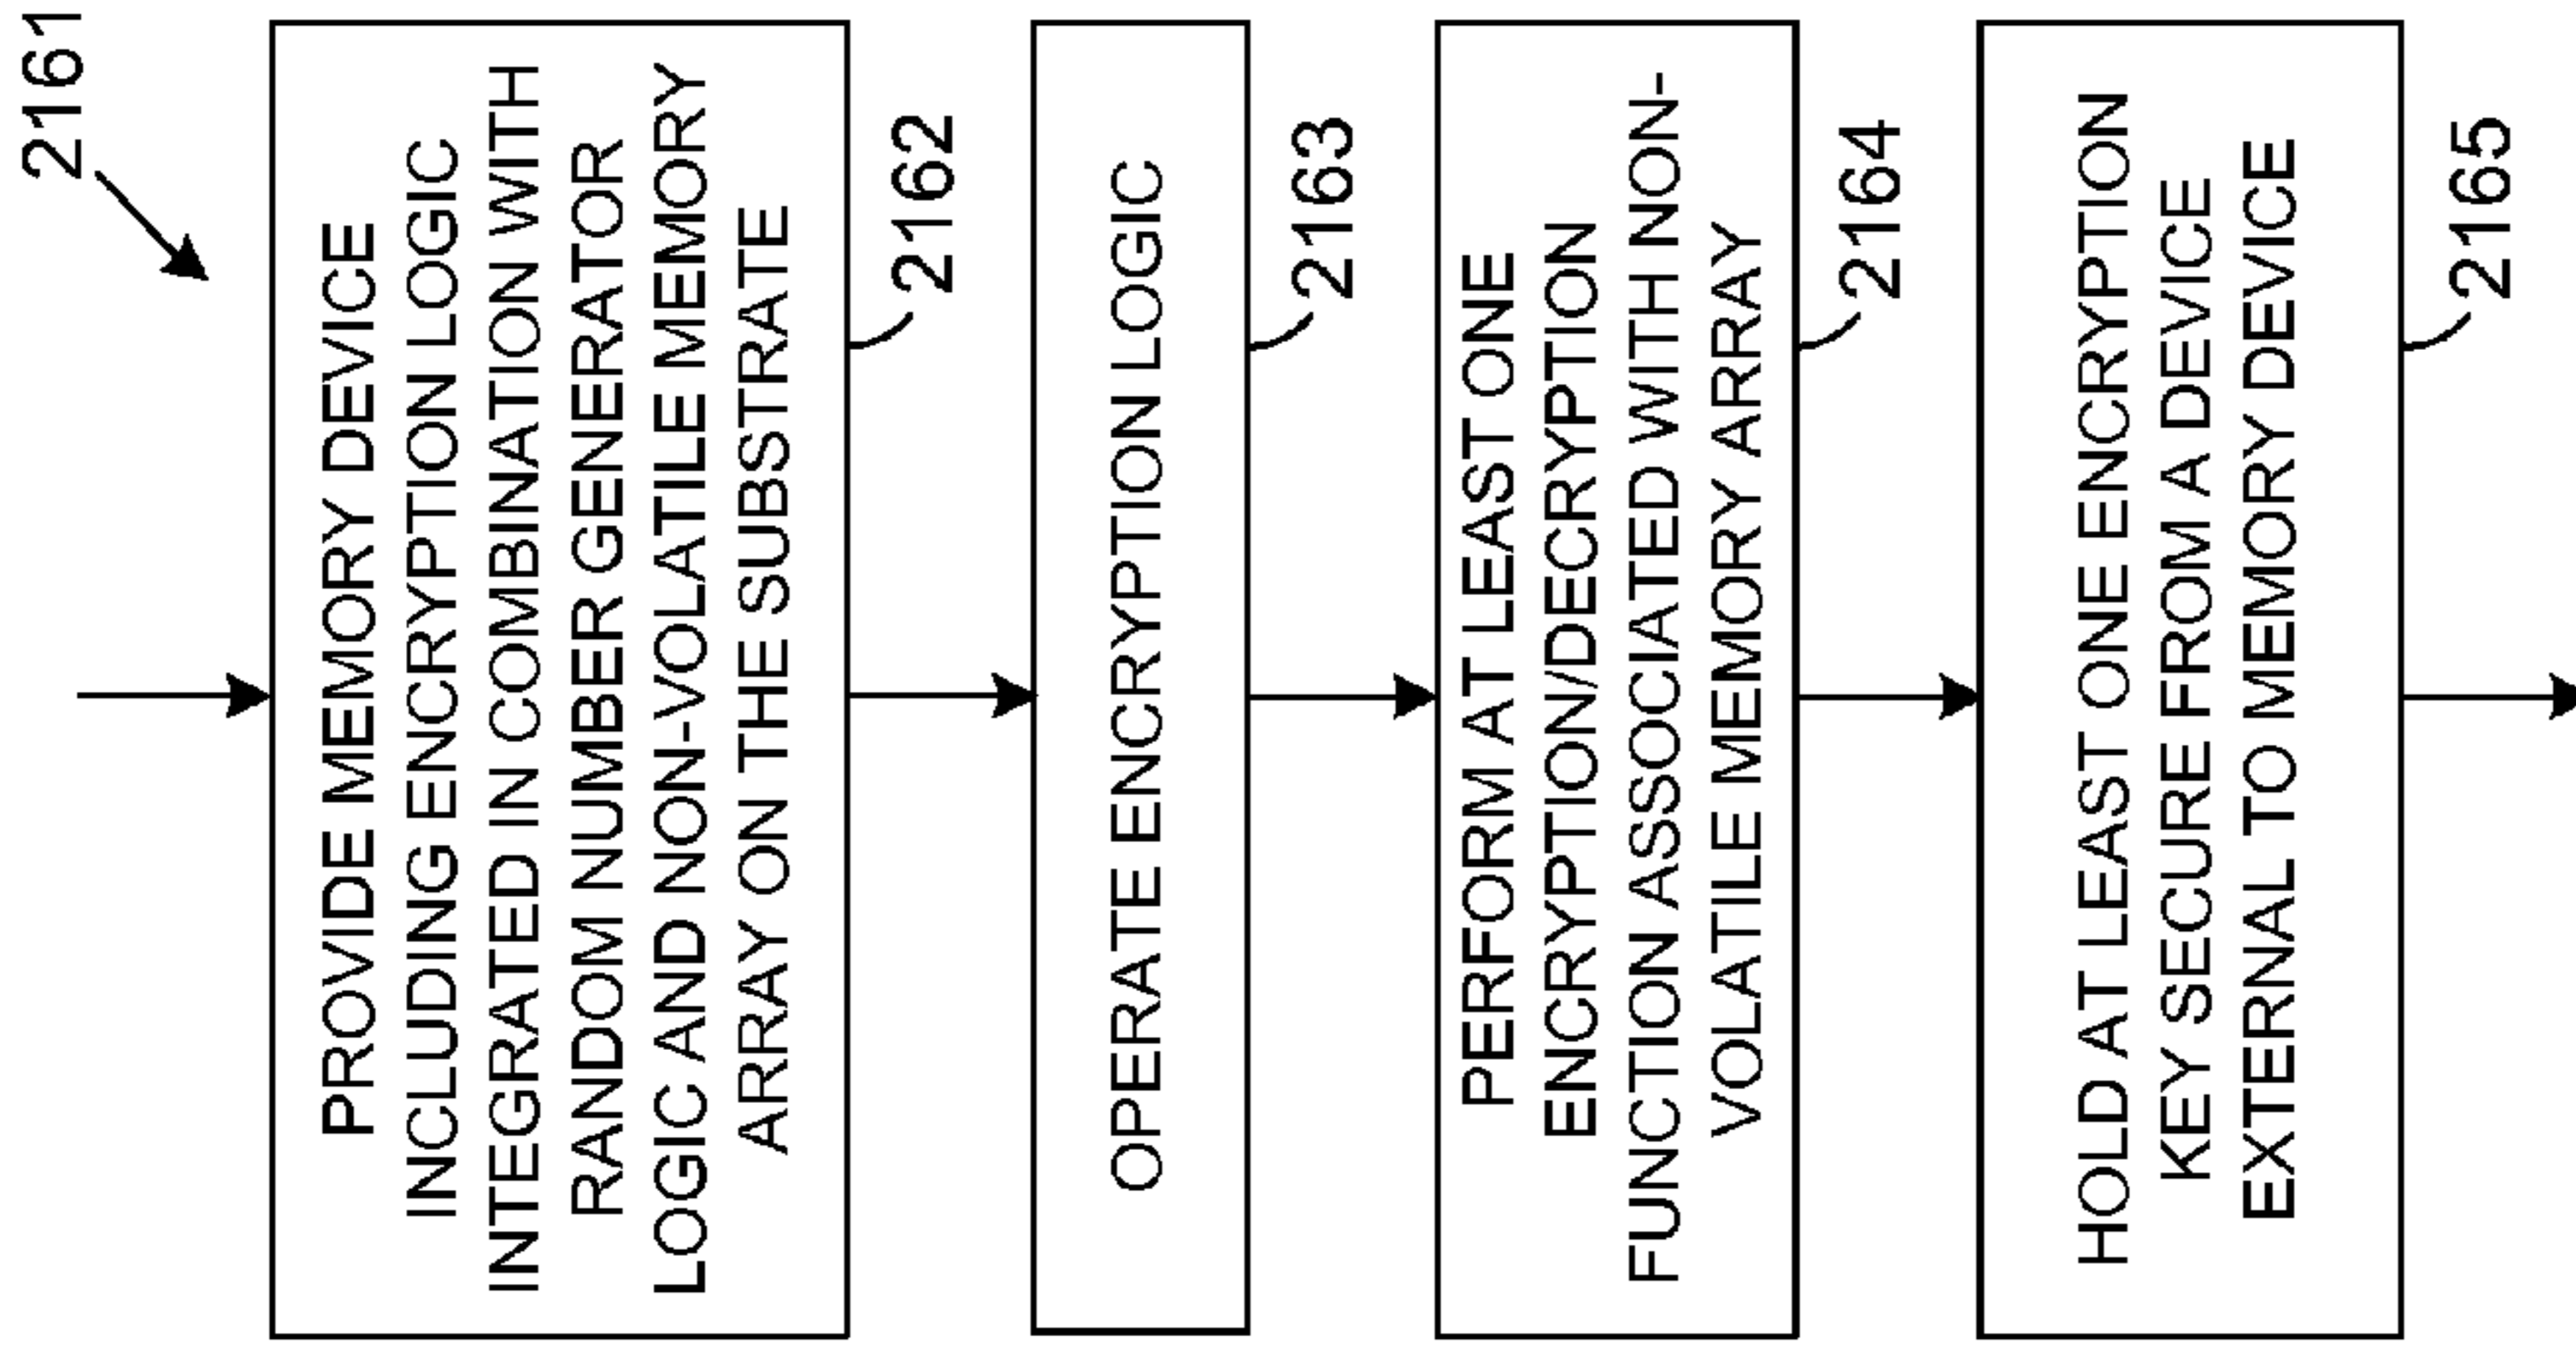 2161
PROVIDE MEMORY DEVICE
INCLUDING ENCRYPTION LOGIC
INTEGRATED IN COMBINATION WITH
RANDOM NUMBER GENERATOR
LOGIC AND NON-VOLATILE MEMORY
ARRAY ON THE SUBSTRATE
2162
OPERATE ENCRYPTION LOGIC
2163
PERFORM AT LEAST ONE
ENCRYPTION/DECRYPTION
FUNCTION ASSOCIATED WITH NON-
VOLATILE MEMORY ARRAY
2164
HOLD AT LEAST ONE ENCRYPTION
KEY SECURE FROM A DEVICE
EXTERNAL TO MEMORY DEVICE
2165